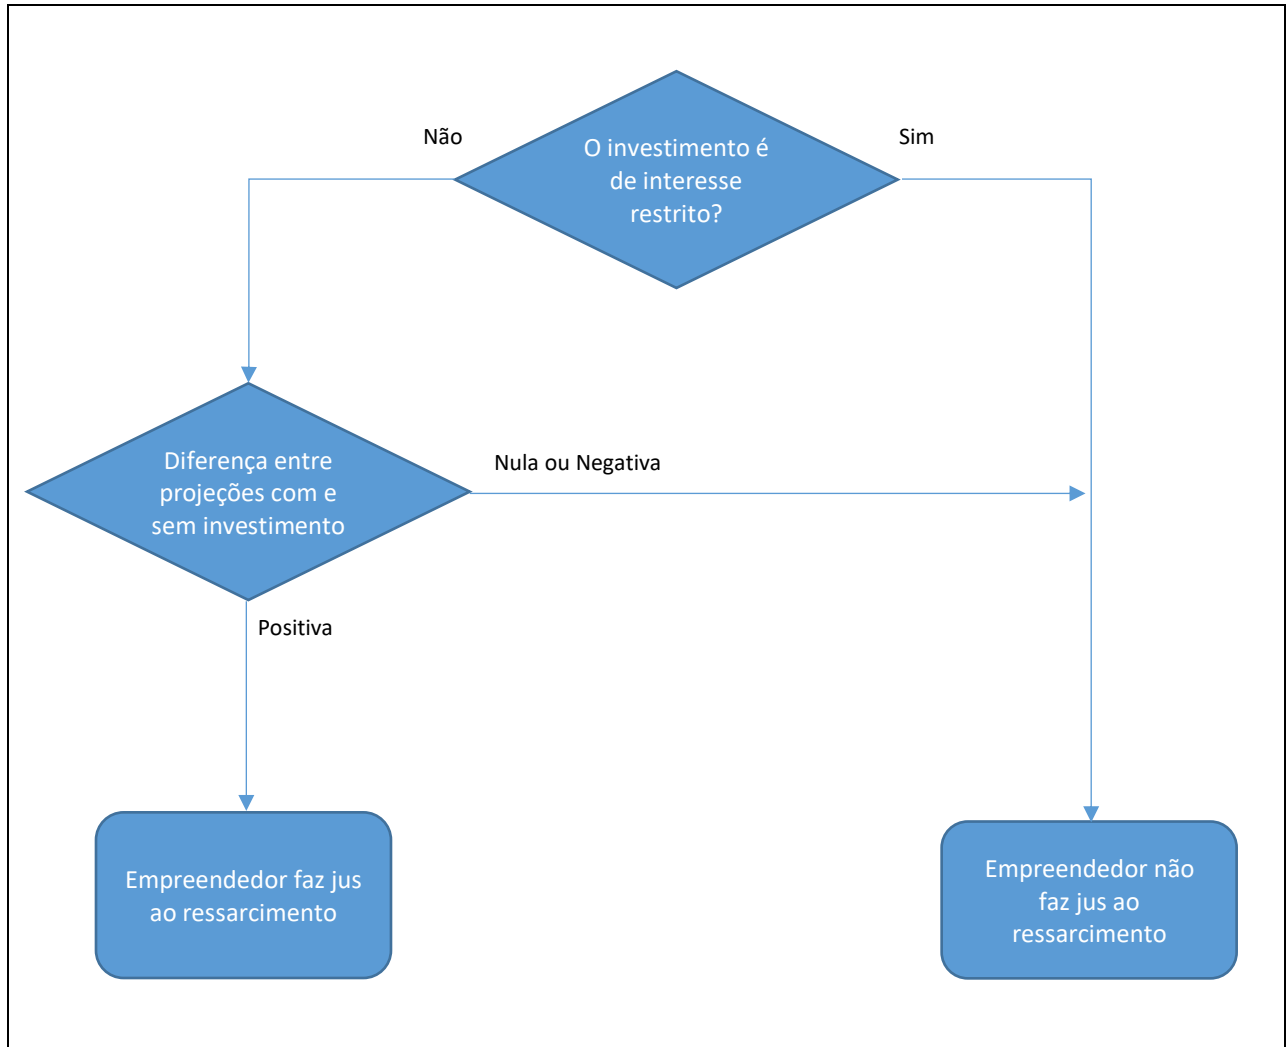 Não
O investimento é
de interesse
restrito?
Sim
Diferença entre
projeções com e
sem investimento
Nula ou Negativa
Positiva
Empreendedor faz jus
ao ressarcimento
Empreendedor não
faz jus ao
ressarcimento